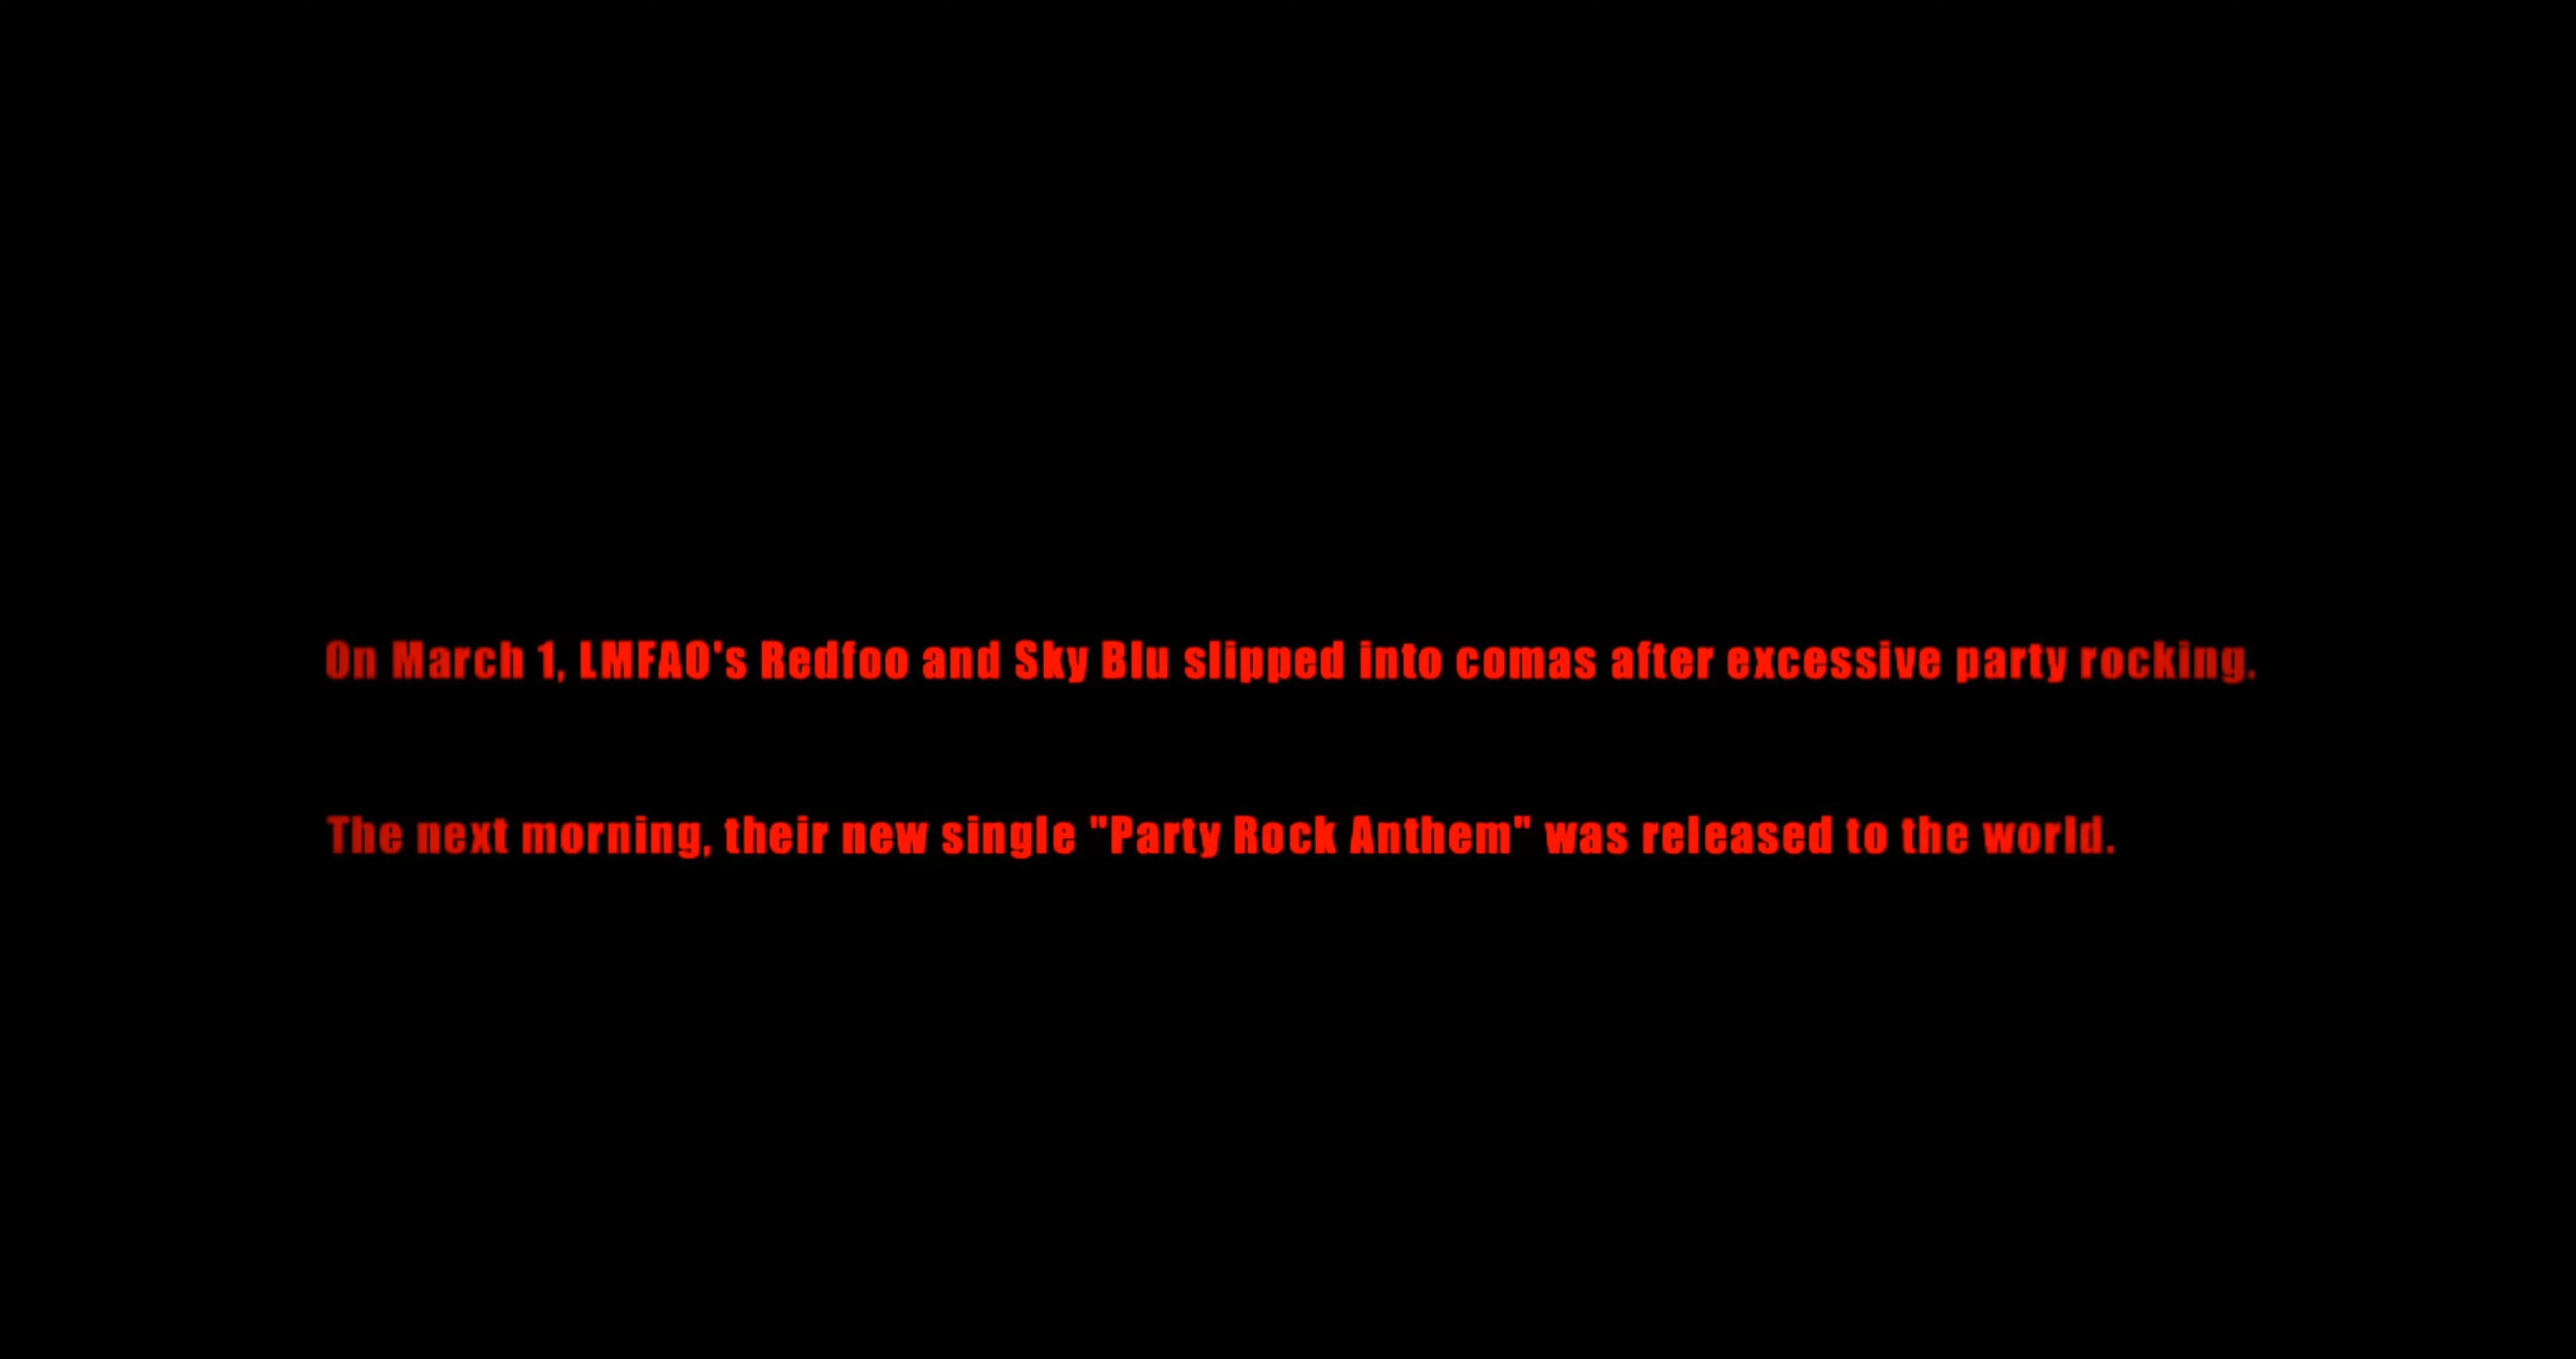 On March 1, LMFAO's Redfoo and Sky Blu slipped into comas after excessive party rocking.
The next morning, their new single "Party Rock Anthem" was released to the world.